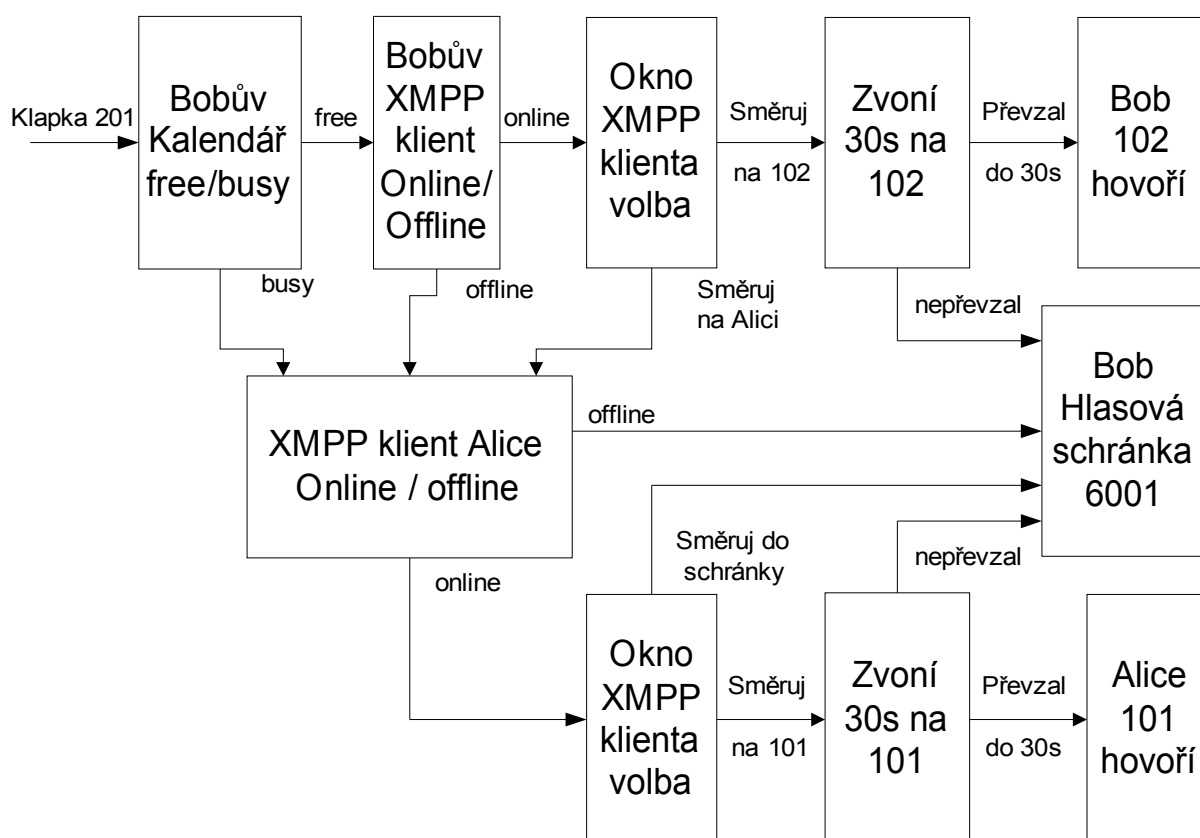 Klapka 201
Bobův
Kalendář
free/busy
free
Bobův
XMPP
klient
Online/
Offline
online
Okno
XMPP
klienta
volba
Směruj
na 102
Zvoní
30s na
102
Převzal
do 30s
Bob
102
hovoří
busy
offline
Směruj
na Alici
nepřevzal
XMPP klient Alice
Online / offline
offline
Bob
Hlasová
schránka
6001
online
Směruj do
schránky
nepřevzal
Okno
XMPP
klienta
volba
Směruj
na 101
Zvoní
30s na
101
Převzal
do 30s
Alice
101
hovoří